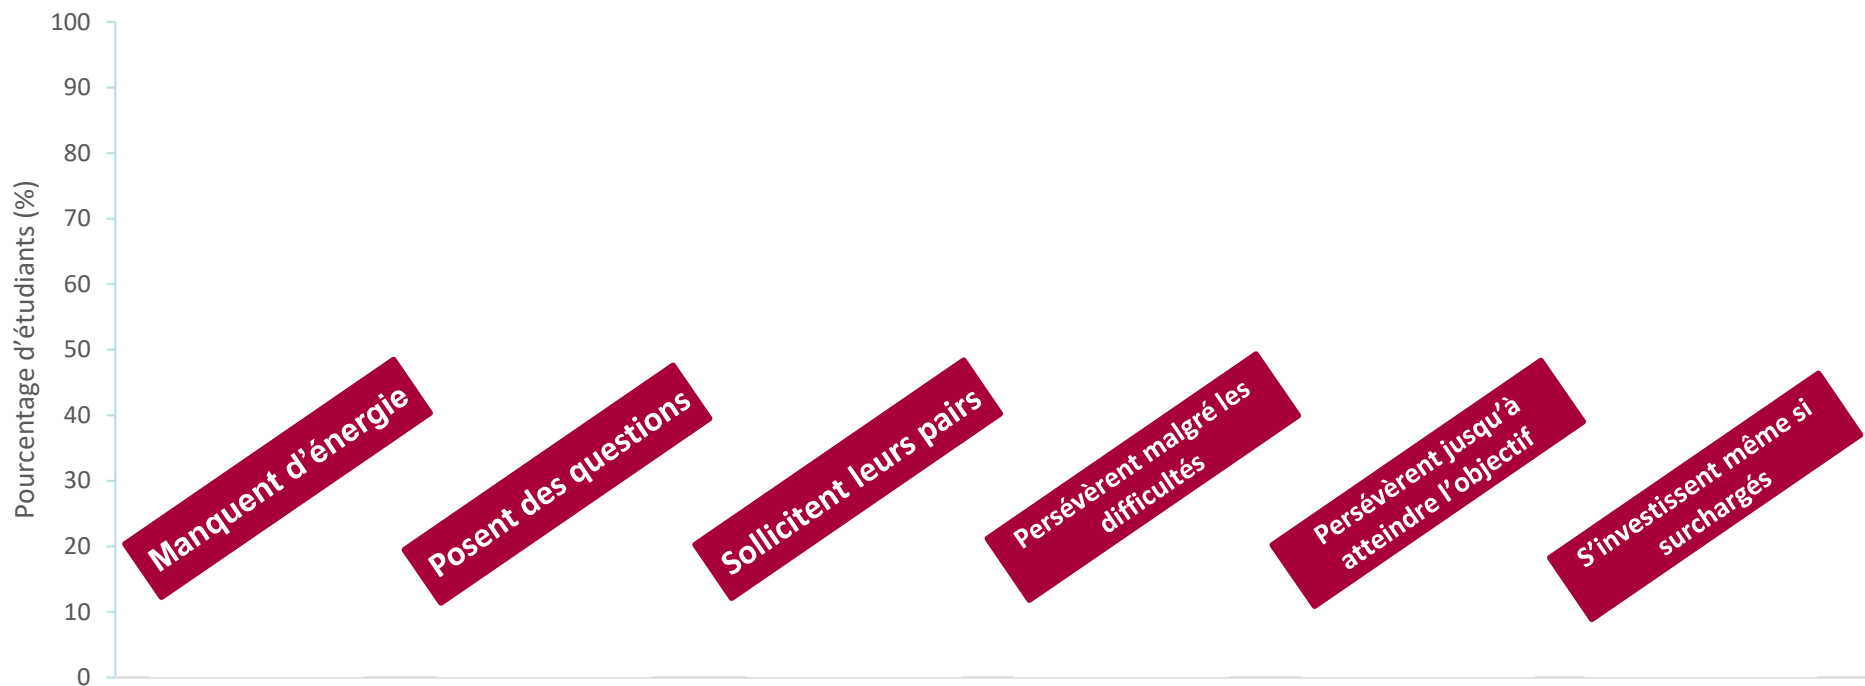 Pourcentage d'étudiants (%)
100
90
80
70
60
50
40
30
20
10
0
Manquent d'énergie
Posent des questions
Sollicitent leurs pairs
Persévèrent malgré les
difficultés
Persévèrent jusqu'à
atteindre l'objectif
S'investissent même si
surchargés